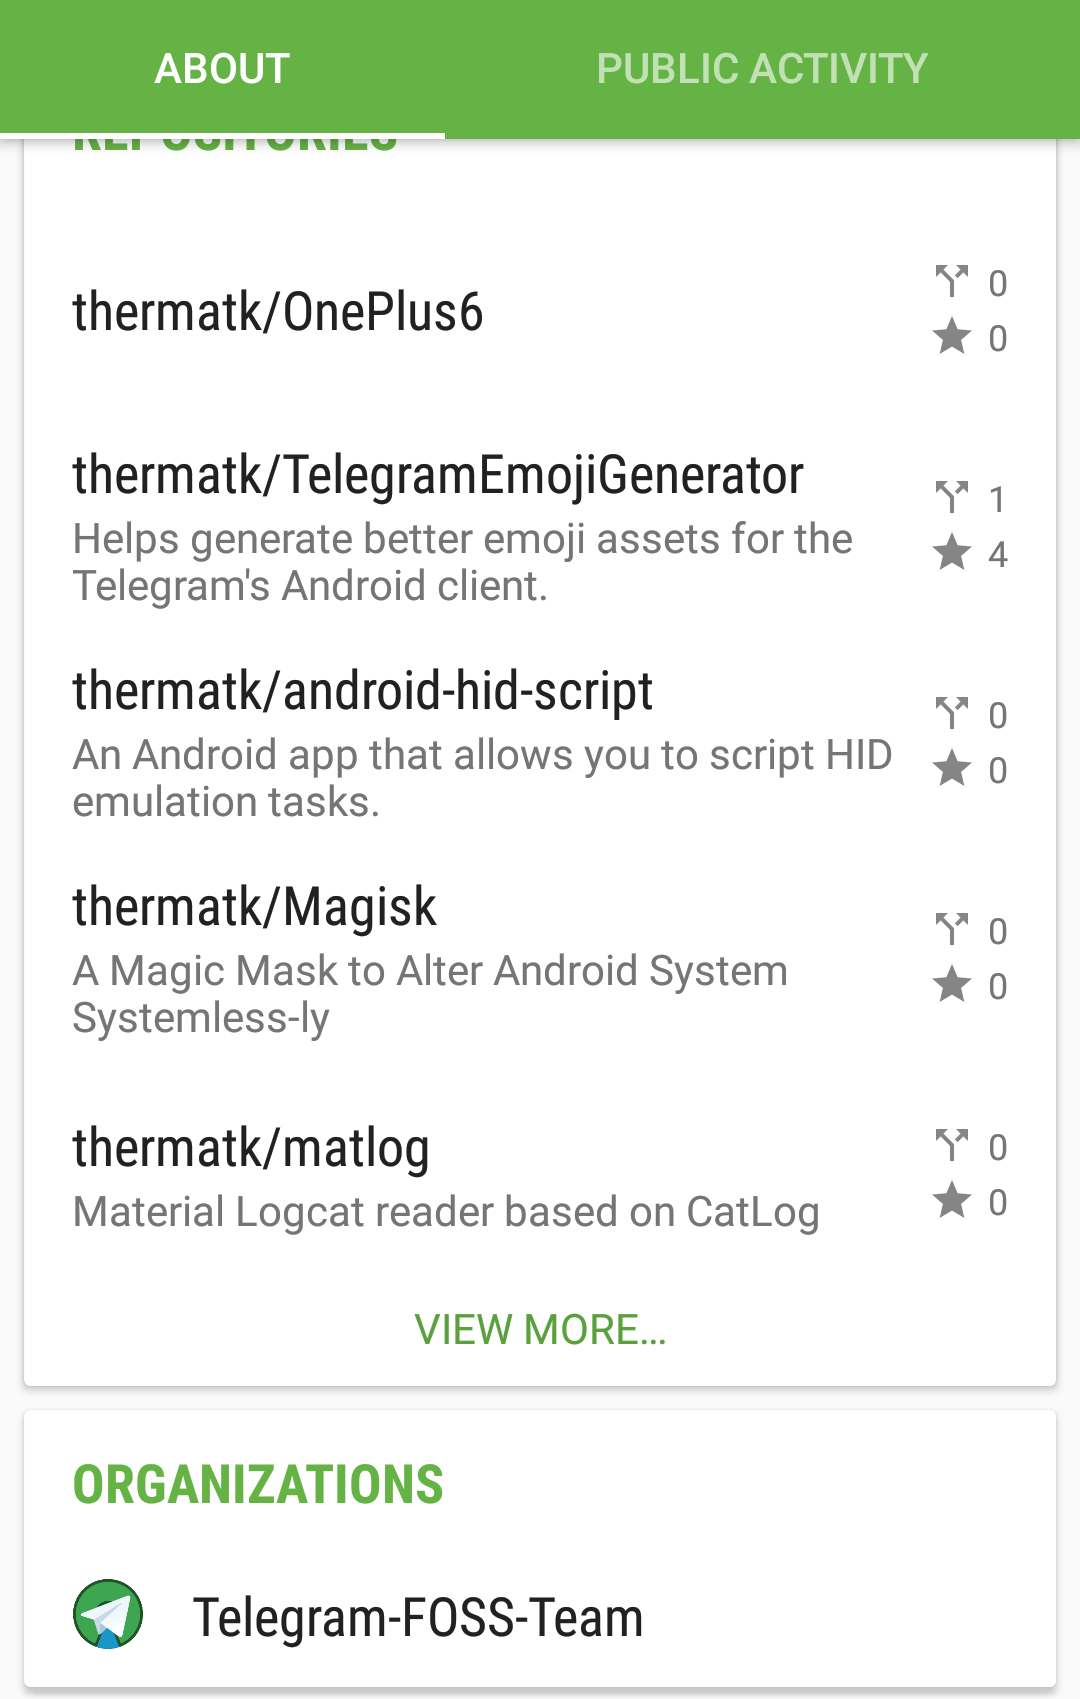 ABOUT
PUBLIC ACTIVITY
REPOSITORIES
thermatk/OnePlus6
0
0
thermatk/TelegramEmojiGenerator
Helps generate better emoji assets for the
Telegram's Android client.
1
4
thermatk/android-hid-script
An Android app that allows you to script HID
emulation tasks.
0
0
thermatk/Magisk
A Magic Mask to Alter Android System
Systemless-ly
0
0
thermatk/matlog
Material Logcat reader based on CatLog
0
0
VIEW MORE...
ORGANIZATIONS
Telegram-FOSS-Team